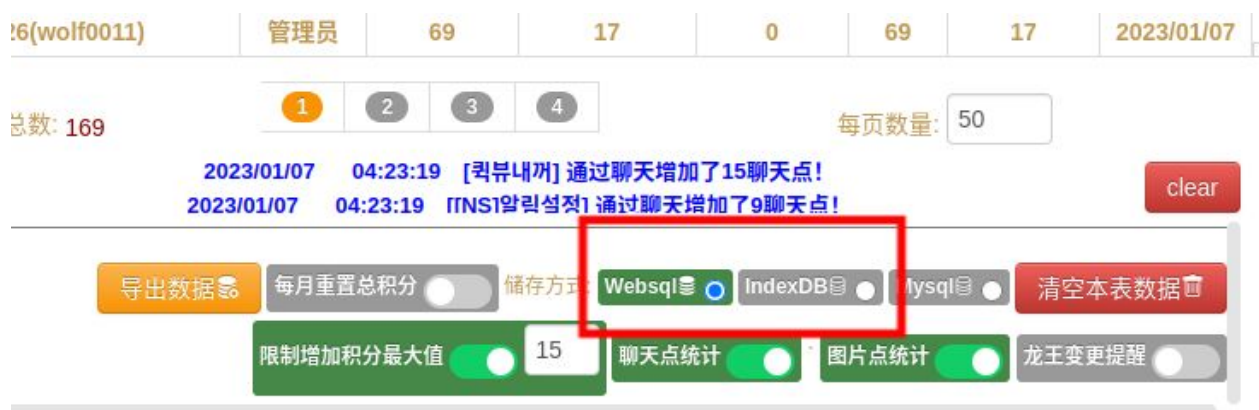 26(wolf0011) 管理员 69 17 0 69 17 2023/01/07
1 2 3 4
总数: 169 每页数量: 50
2023/01/07 04:23:19 [퀵뷰내꺼] 通过聊天增加了15聊天点!
2023/01/07 04:23:19 [[NS]알릭설정] 通过聊天增加了9聊天点!
clear
导出数据 每月重置总积分 储存方式: Websql IndexDB Mysql 清空本表数据
限制增加积分最大值 15 聊天点统计 图片点统计 龙王变更提醒